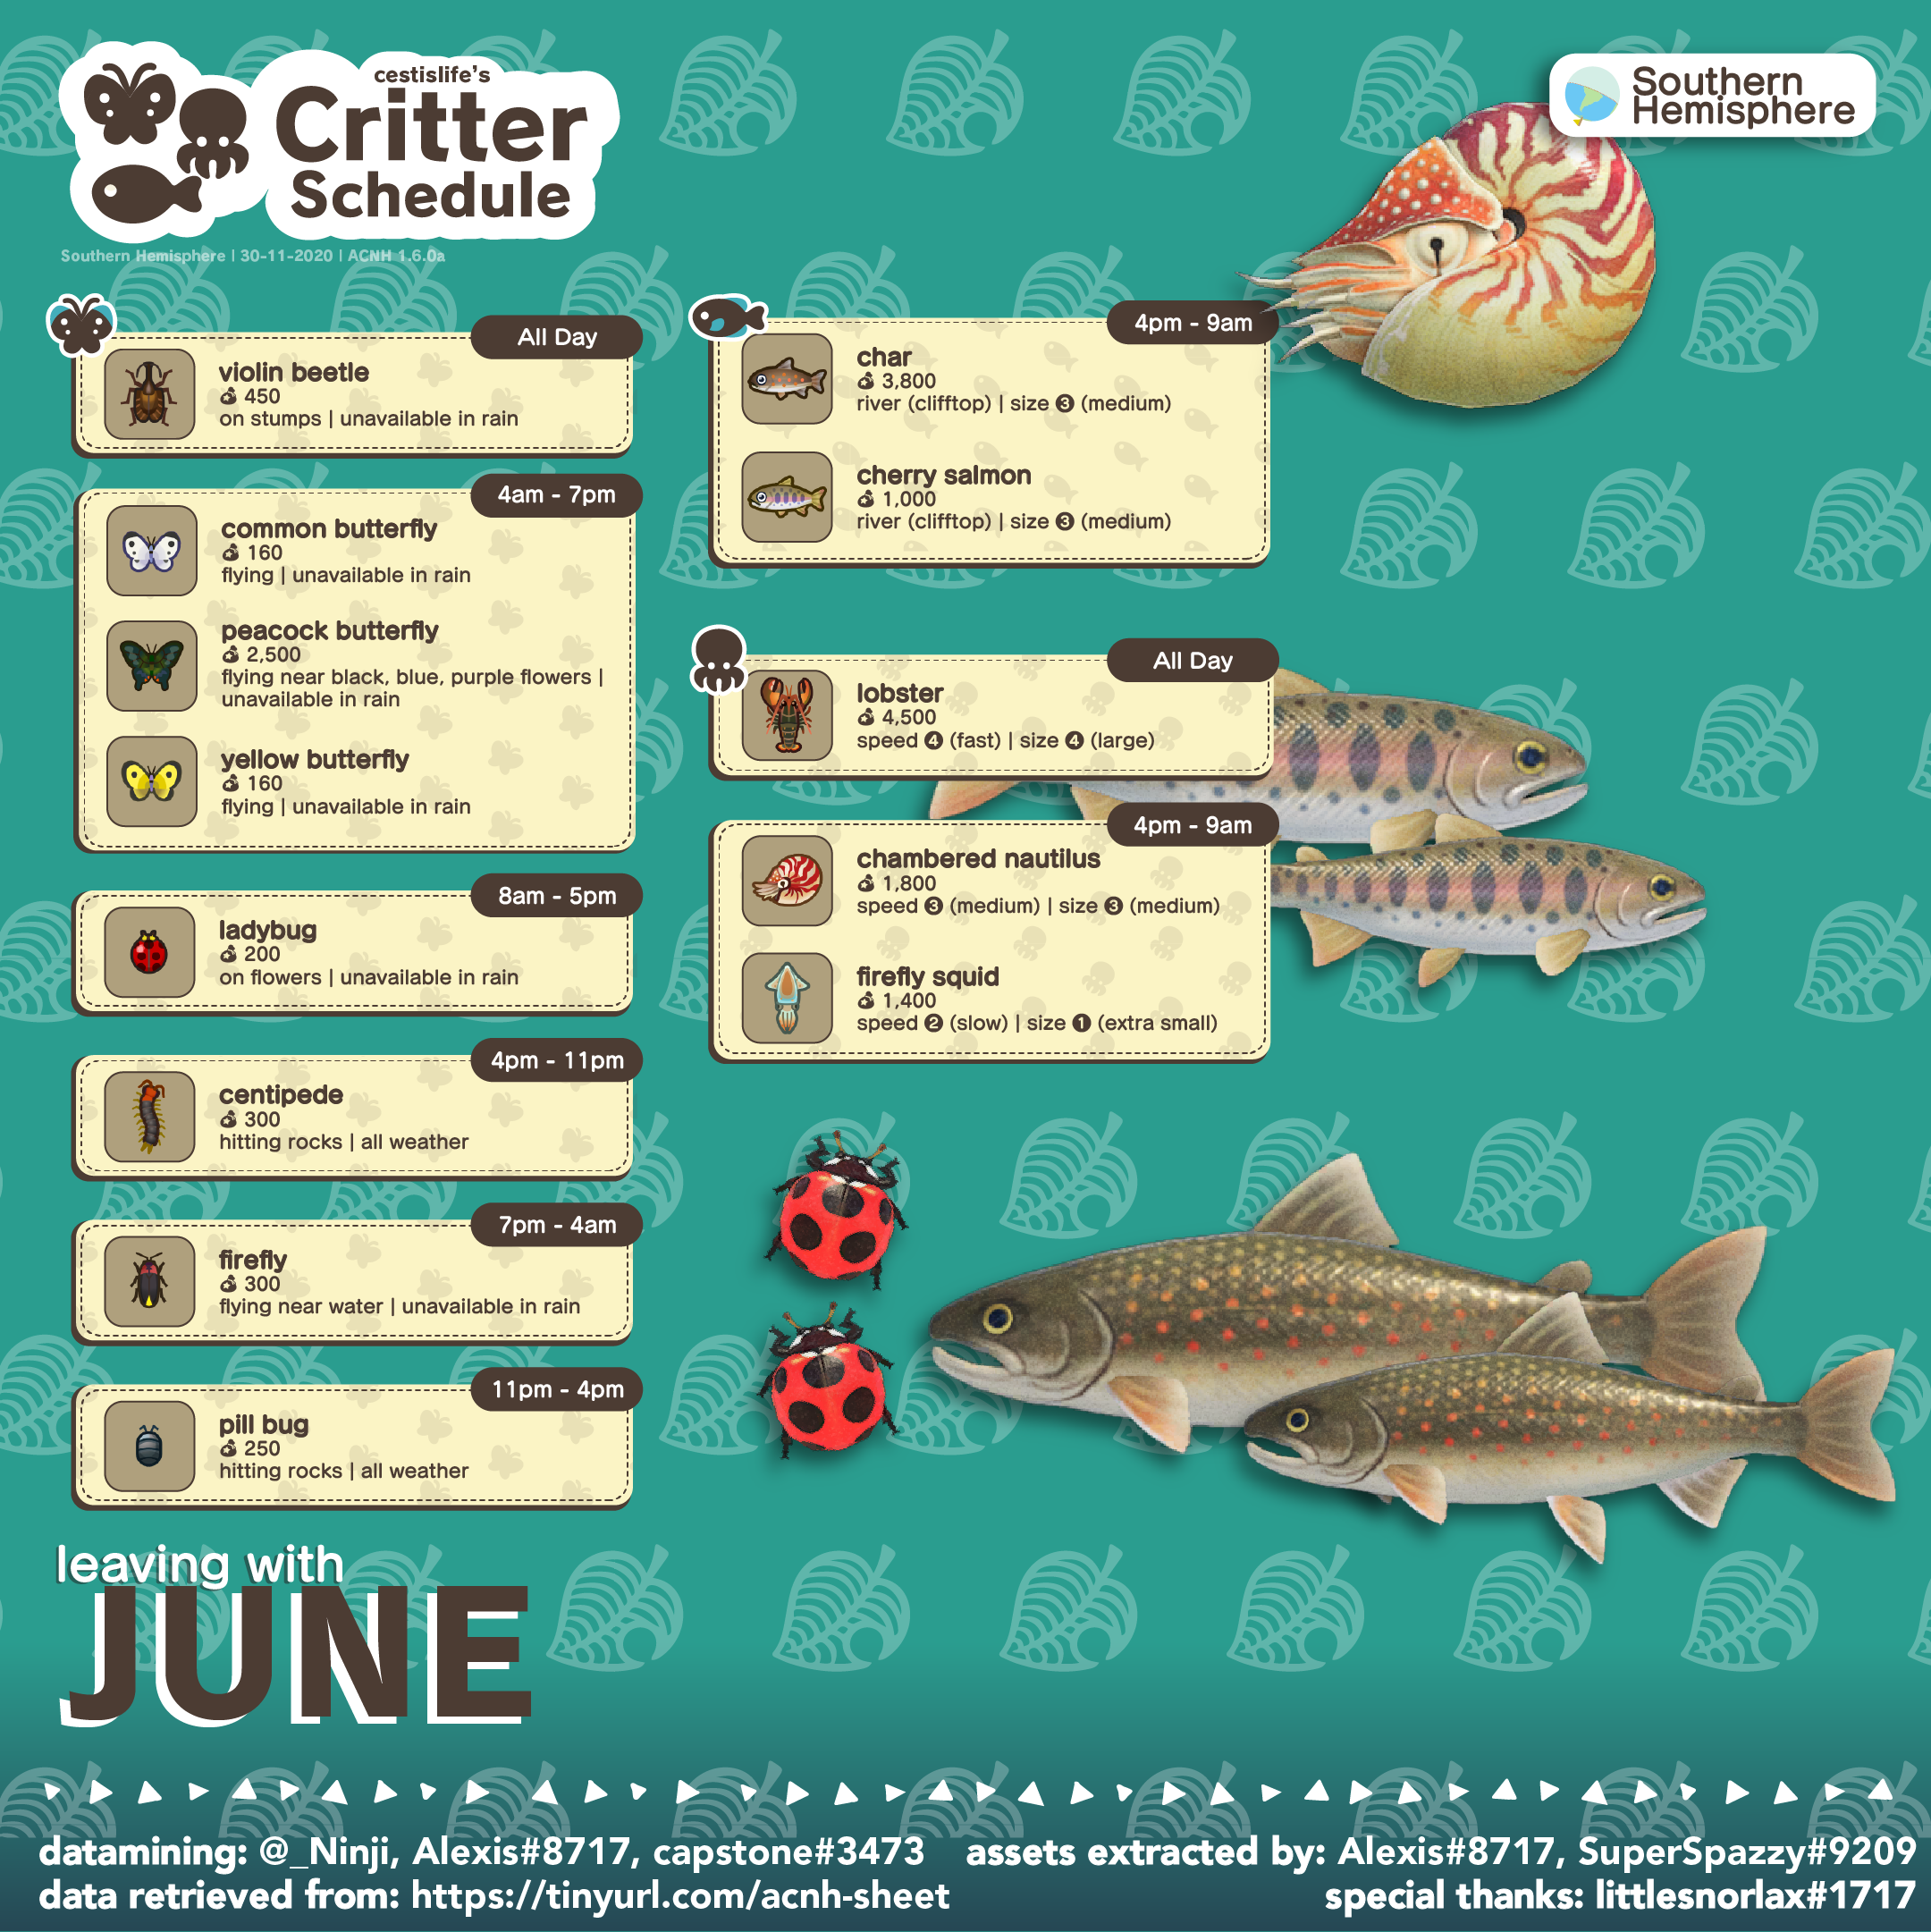 cestislife's
Critter
Schedule
Southern Hemisphere | 30-11-2020 | ACNH 1.6.0a
Southern
Hemisphere
All Day
violin beetle
450
on stumps | unavailable in rain
4am - 7pm
common butterfly
160
flying | unavailable in rain
peacock butterfly
2,500
flying near black, blue, purple flowers |
unavailable in rain
yellow butterfly
160
flying | unavailable in rain
8am - 5pm
ladybug
200
on flowers | unavailable in rain
4pm - 11pm
centipede
300
hitting rocks | all weather
7pm - 4am
firefly
300
flying near water | unavailable in rain
11pm - 4pm
pill bug
250
hitting rocks | all weather
4pm - 9am
char
3,800
river (clifftop) | size 3 (medium)
cherry salmon
1,000
river (clifftop) | size 3 (medium)
All Day
lobster
4,500
speed 4 (fast) | size 4 (large)
4pm - 9am
chambered nautilus
1,800
speed 3 (medium) | size 3 (medium)
firefly squid
1,400
speed 2 (slow) | size 1 (extra small)
leaving with
JUNE
datamining: @_Ninji, Alexis#8717, capstone#3473
data retrieved from: https://tinyurl.com/acnh-sheet
assets extracted by: Alexis#8717, SuperSpazzy#9209
special thanks: littlesnorlax#1717